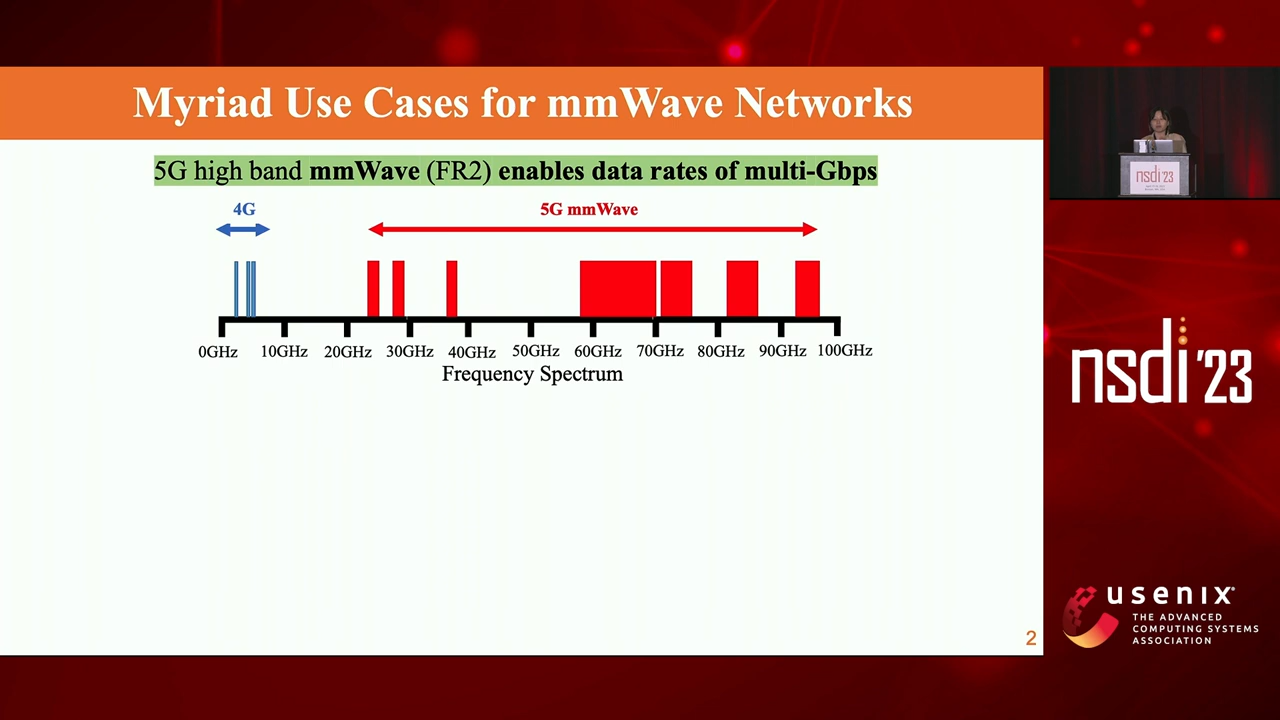 Myriad Use Cases for mmWave Networks
5G high band mmWave (FR2) enables data rates of multi-Gbps
4G
5G mmWave
0GHz 10GHz 20GHz 30GHz 40GHz 50GHz 60GHz 70GHz 80GHz 90GHz 100GHz
Frequency Spectrum
2
nsdi'23
nsdi '23
usenix
THE ADVANCED
COMPUTING SYSTEMS
ASSOCIATION